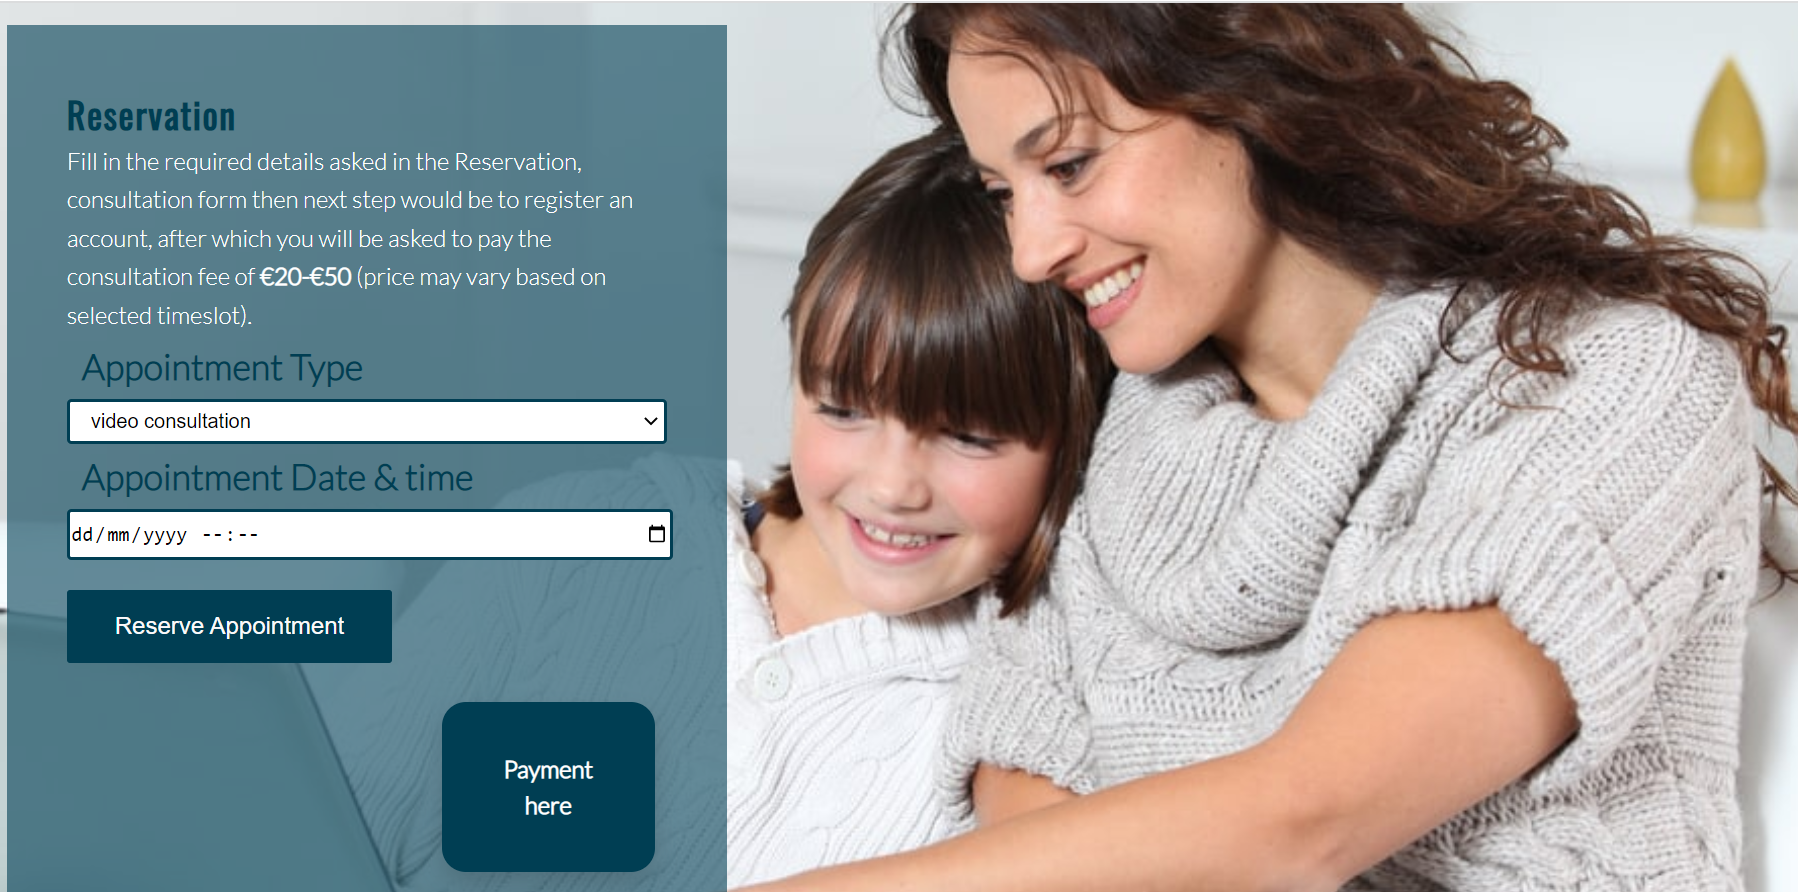 Reservation
Fill in the required details asked in the Reservation,
consultation form then next step would be to register an
account, after which you will be asked to pay the
consultation fee of €20-€50 (price may vary based on
selected timeslot).
Appointment Type
video consultation
Appointment Date & time
dd/mm/yyyy --:--
Reserve Appointment
Payment
here